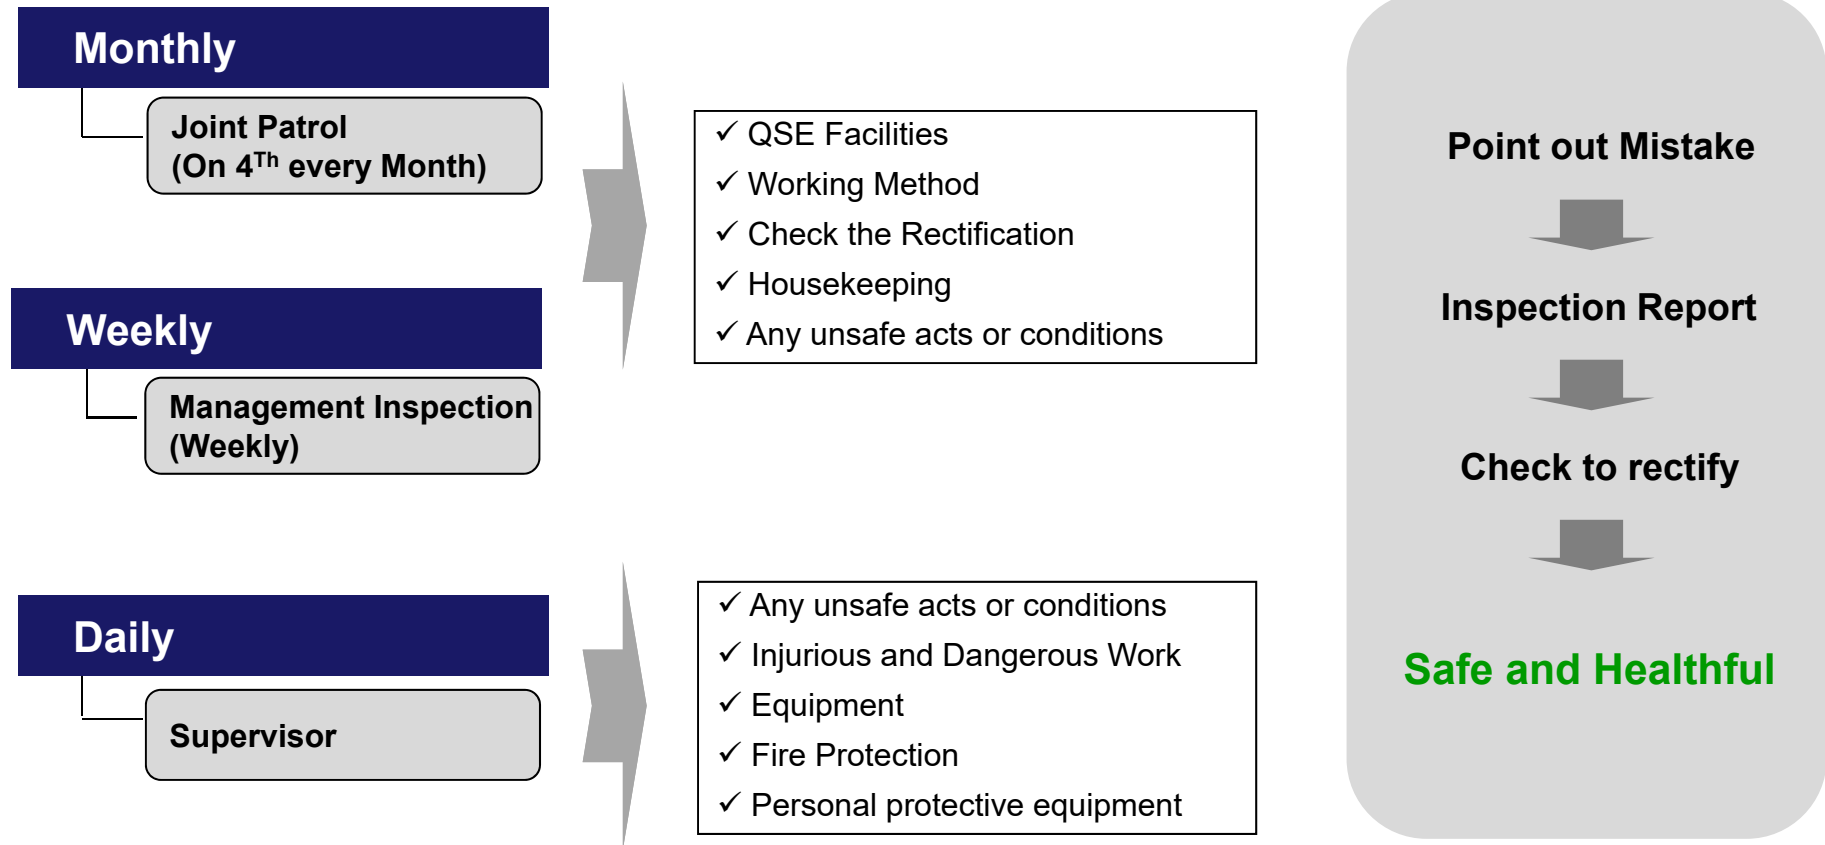 Monthly
Joint Patrol
(On 4Th every Month)
Weekly
Management Inspection
(Weekly)
✓ QSE Facilities
✓ Working Method
✓ Check the Rectification
✓ Housekeeping
✓ Any unsafe acts or conditions
Daily
Supervisor
✓ Any unsafe acts or conditions
✓ Injurious and Dangerous Work
✓ Equipment
✓ Fire Protection
✓ Personal protective equipment
Point out Mistake
Inspection Report
Check to rectify
Safe and Healthful